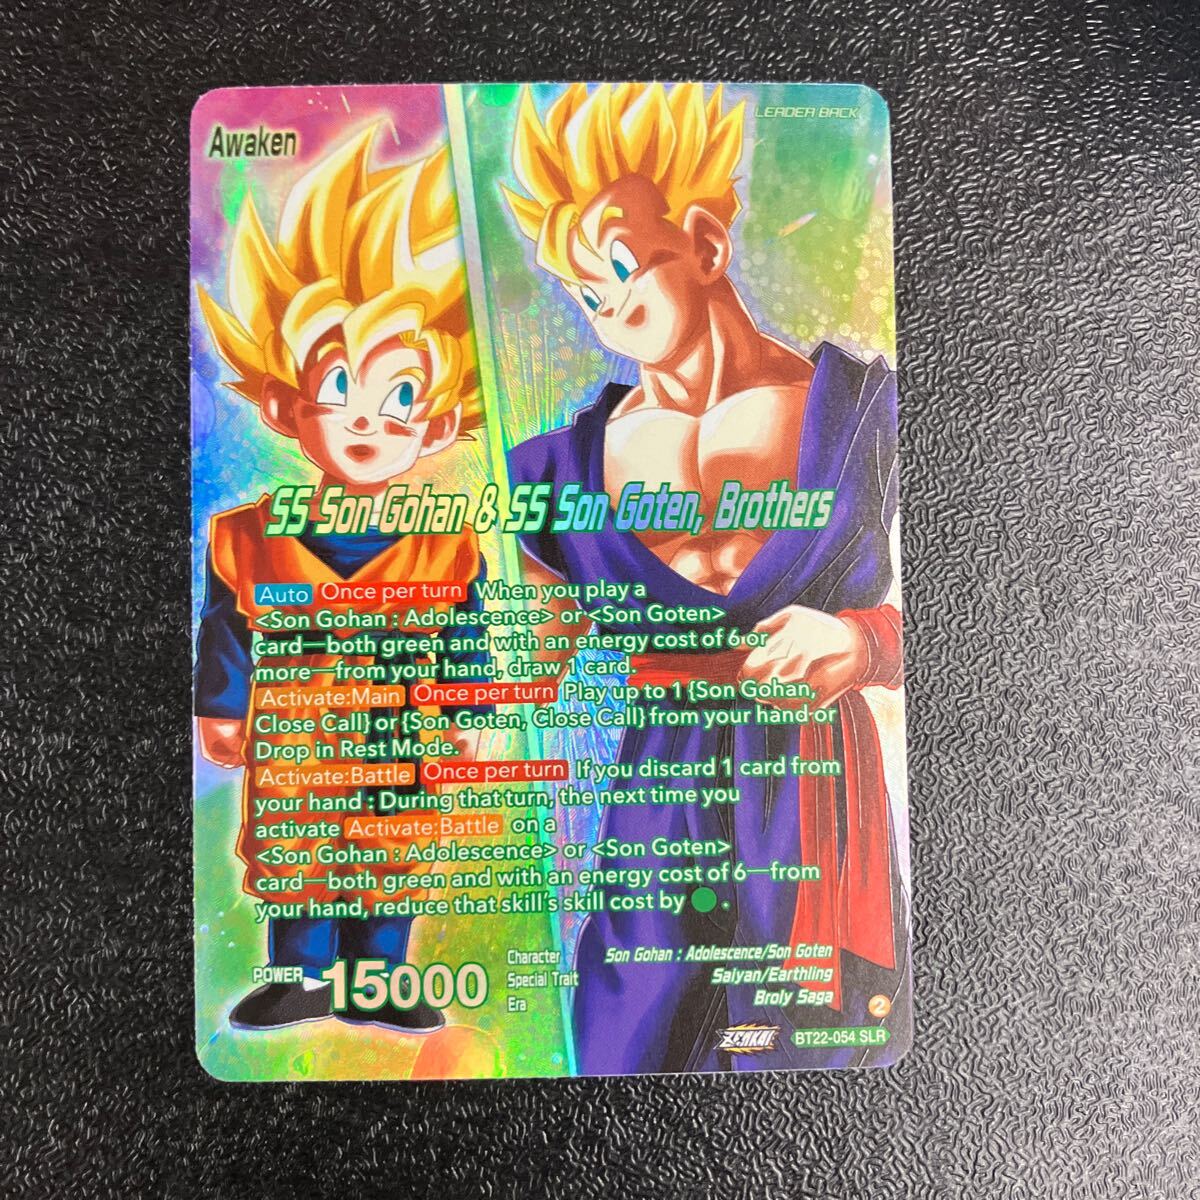 Awaken
LEADER BACK
SS Son Gohan & SS Son Goten, Brothers
Auto Once per turn When you play a
<Son Gohan : Adolescence> or <Son Goten>
card—both green and with an energy cost of 6 or
more—from your hand, draw 1 card.
Activate:Main Once per turn Play up to 1 {Son Gohan,
Close Call} or {Son Goten, Close Call} from your hand or
Drop in Rest Mode.
Activate:Battle Once per turn If you discard 1 card from
your hand : During that turn, the next time you
activate Activate:Battle on a
<Son Gohan : Adolescence> or <Son Goten>
card—both green and with an energy cost of 6—from
your hand, reduce that skill's skill cost by .
POWER 15000
Character Son Gohan : Adolescence/Son Goten
Special Trait Saiyan/Earthling
Era Broly Saga
2
ZENKAI BT22-054 SLR